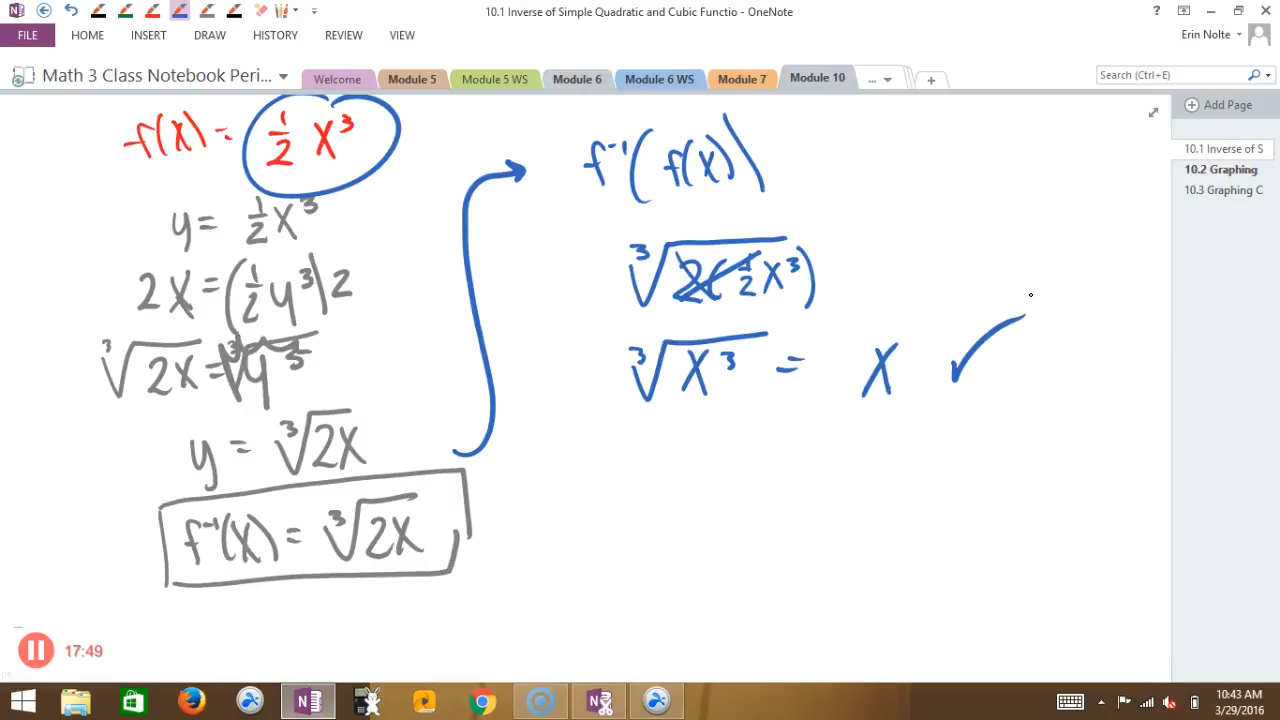 10.1 Inverse of Simple Quadratic and Cubic Functio - OneNote
FILE HOME INSERT DRAW HISTORY REVIEW VIEW
Erin Nolte
Math 3 Class Notebook Peri...
Welcome Module 5 Module 5 WS Module 6 Module 6 WS Module 7 Module 10 ...
Search (Ctrl+E)
Add Page
10.1 Inverse of S
10.2 Graphing
10.3 Graphing C
f(x) = 1/2 x³
y = 1/2 x³
2x = (1/2 y³) 2
∛2x = ∛y³
y = ∛2x
f⁻¹(x) = ∛2x
f⁻¹(f(x))
∛2(1/2 x³)
∛x³ = x ✓
17:49
10:43 AM
3/29/2016